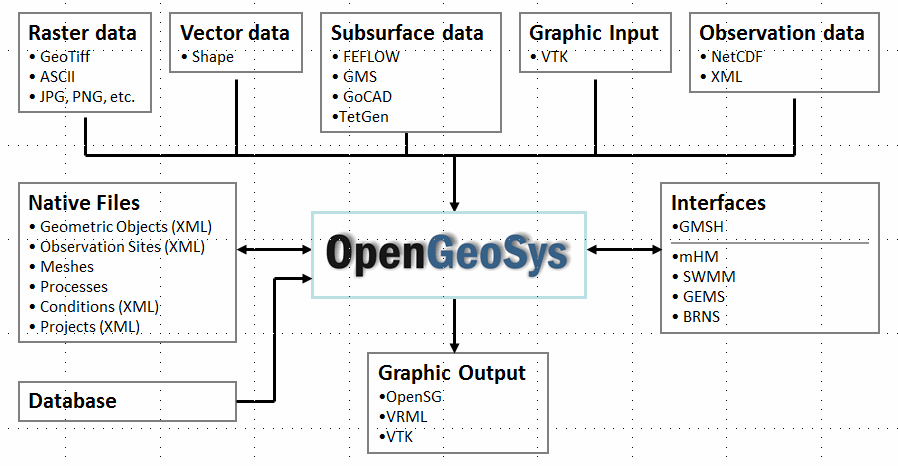 Raster data
• GeoTiff
• ASCII
• JPG, PNG, etc.
Vector data
• Shape
Subsurface data
• FEFLOW
• GMS
• GoCAD
•TetGen
Graphic Input
• VTK
Observation data
• NetCDF
• XML
Native Files
• Geometric Objects (XML)
• Observation Sites (XML)
• Meshes
• Processes
• Conditions (XML)
• Projects (XML)
OpenGeoSys
Interfaces
•GMSH
•mHM
• SWMM
• GEMS
• BRNS
Database
Graphic Output
•OpenSG
•VRML
•VTK